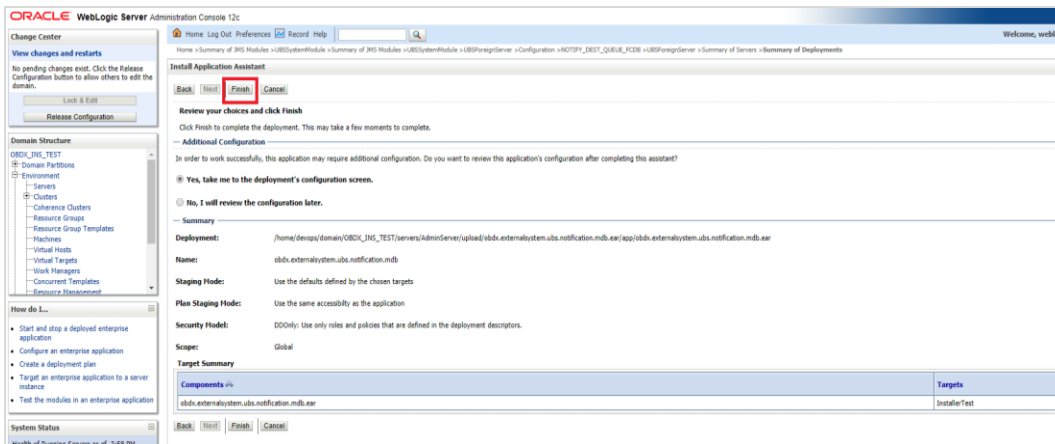 ORACLE WebLogic Server Administration Console 12c
Change Center
View changes and restarts
No pending changes exist. Click the Release
Configuration button to allow others to edit the
domain.
Lock & Edit
Release Configuration
Domain Structure
OBDX_INS_TEST
Domain Partitions
Environment
Servers
Clusters
Coherence Clusters
Resource Groups
Resource Group Templates
Machines
Virtual Hosts
Virtual Targets
Work Managers
Concurrent Templates
Resource Management
How do I...
Start and stop a deployed enterprise
application
Configure an enterprise application
Create a deployment plan
Target an enterprise application to a server
instance
Test the modules in an enterprise application
System Status
Health of Running Servers as of 7:58 PM
Home Log Out Preferences Record Help
Welcome, webl
Home >Summary of JMS Modules >UBSSystemModule >Summary of JMS Modules >UBSSystemModule >UBSForeignServer >Configuration >NOTIFY_DEST_QUEUE_FCDB >UBSForeignServer >Summary of Servers >Summary of Deployments
Install Application Assistant
Back Next Finish Cancel
Review your choices and click Finish
Click Finish to complete the deployment. This may take a few moments to complete.
Additional Configuration
In order to work successfully, this application may require additional configuration. Do you want to review this application's configuration after completing this assistant?
Yes, take me to the deployment's configuration screen.
No, I will review the configuration later.
Summary
Deployment: /home/devops/domain/OBDX_INS_TEST/servers/AdminServer/upload/obdx.externalsystem.ubs.notification.mdb.ear/app/obdx.externalsystem.ubs.notification.mdb.ear
Name: obdx.externalsystem.ubs.notification.mdb
Staging Mode: Use the defaults defined by the chosen targets
Plan Staging Mode: Use the same accessibilty as the application
Security Model: DDOnly: Use only roles and policies that are defined in the deployment descriptors.
Scope: Global
Target Summary
Components Targets
obdx.externalsystem.ubs.notification.mdb.ear InstallerTest
Back Next Finish Cancel